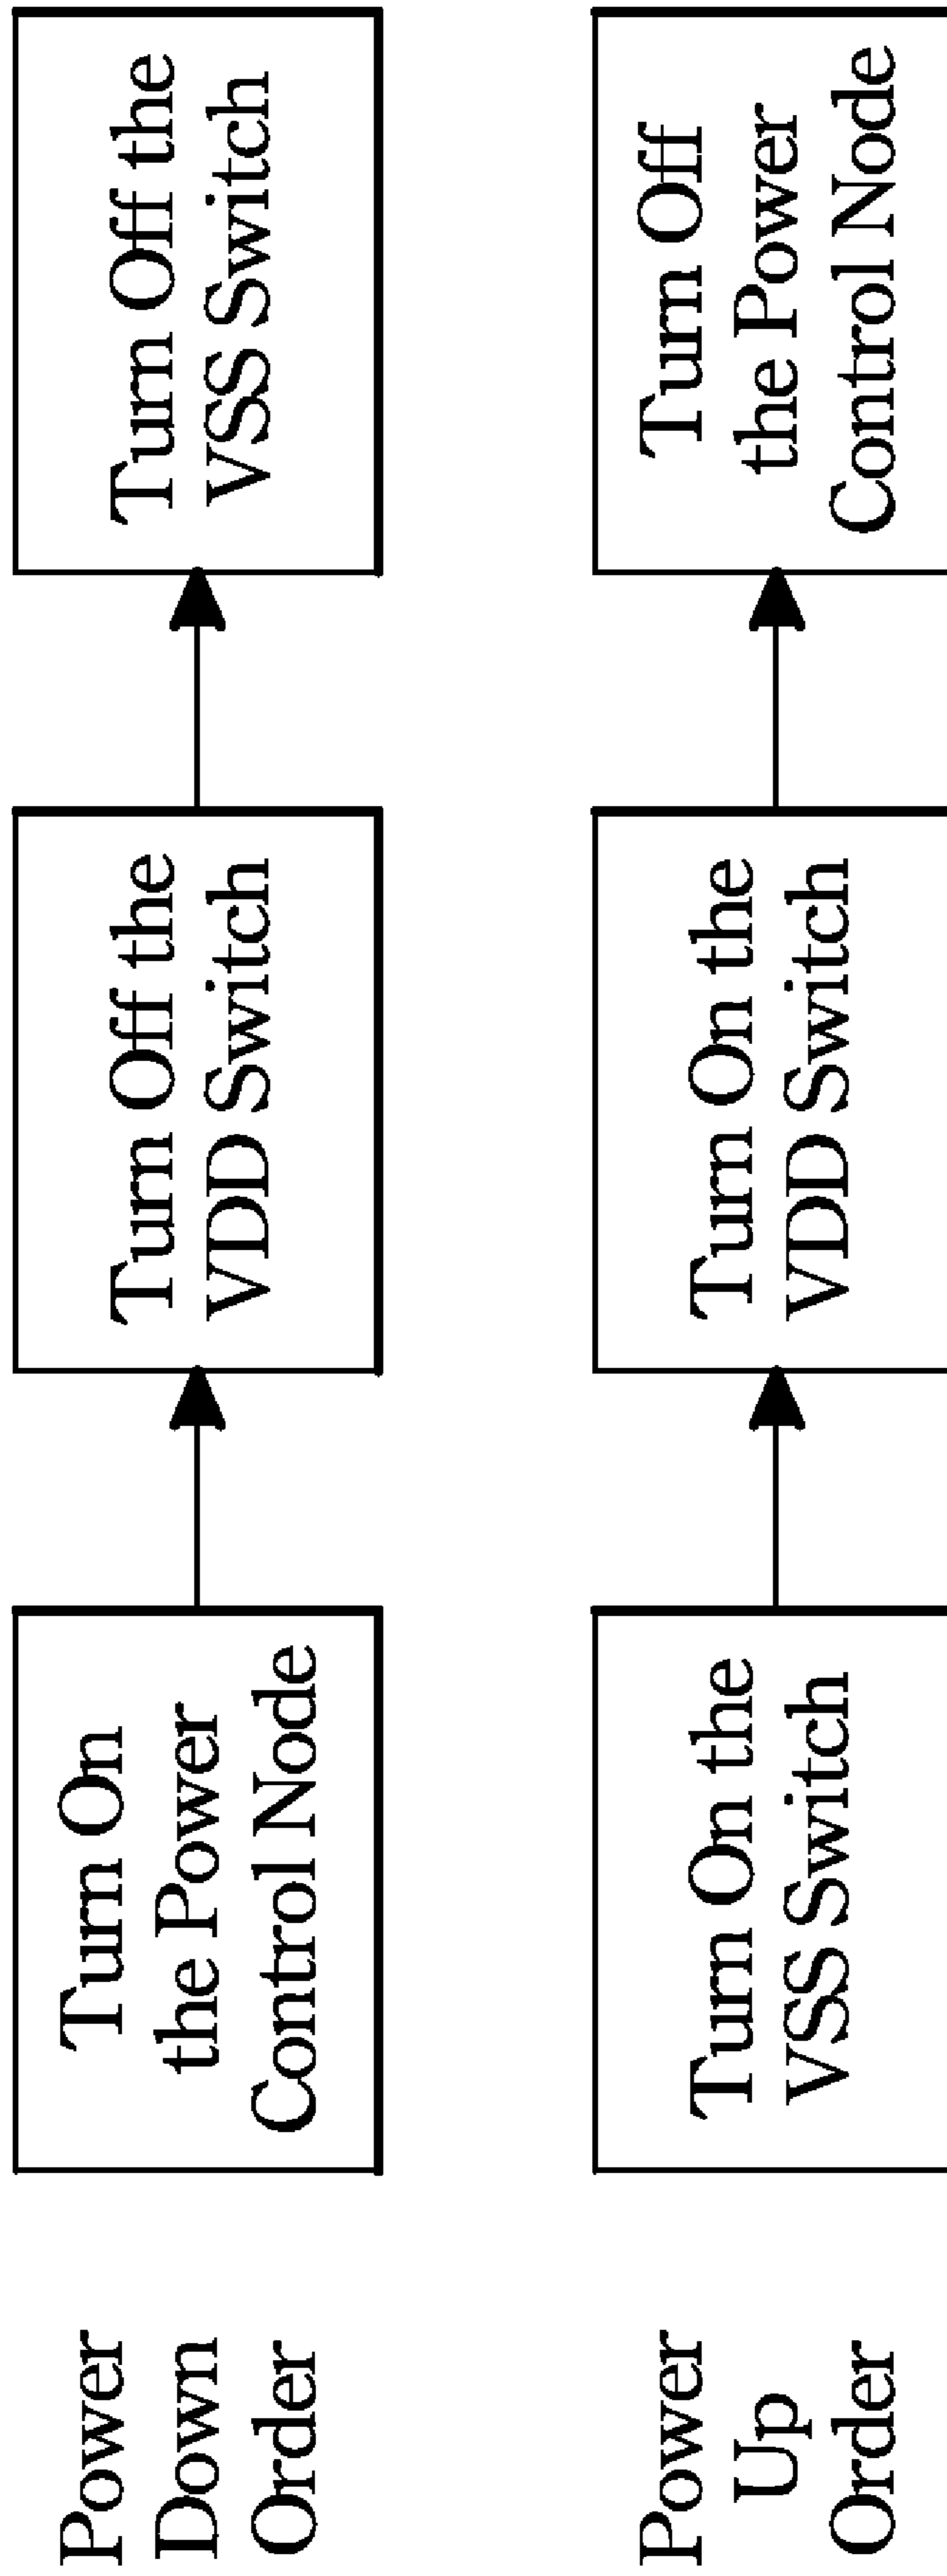 Power
Down
Order
Turn On
the Power
Control Node
Turn Off the
VDD Switch
Turn Off the
VSS Switch
Power
Up
Order
Turn On the
VSS Switch
Turn On the
VDD Switch
Turn Off
the Power
Control Node